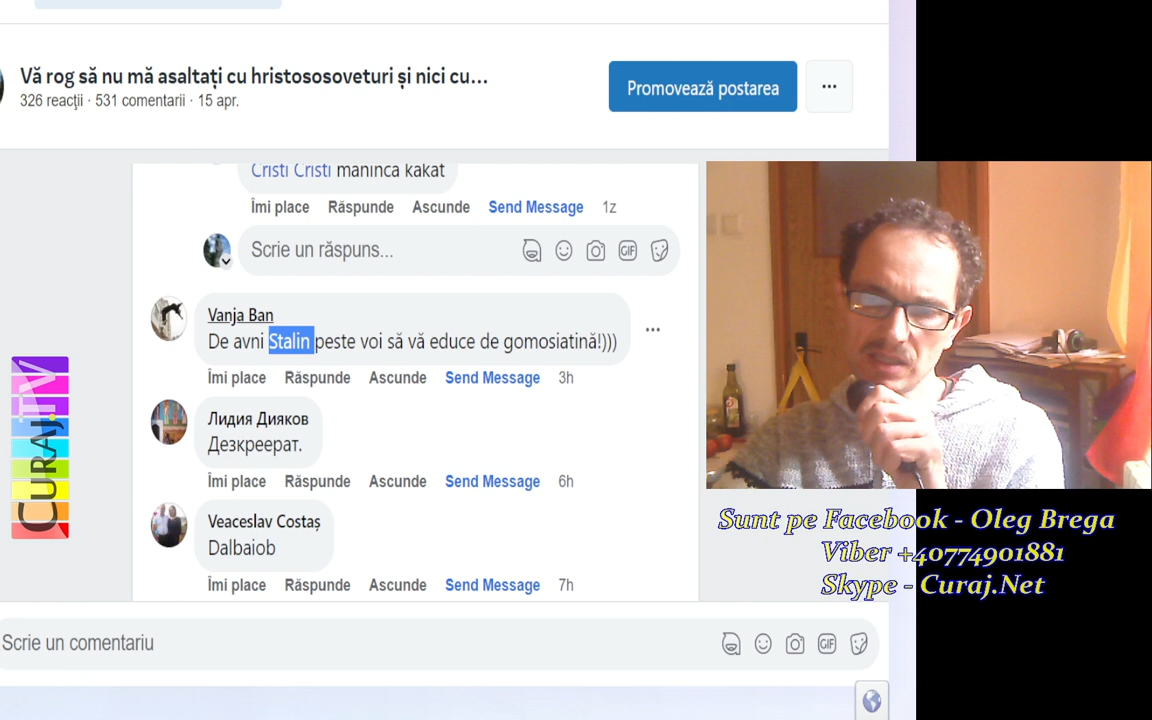 Vă rog să nu mă asaltați cu hristososoveturi și nici cu...
326 reacții · 531 comentarii · 15 apr.
Promovează postarea
Cristi Cristi maninca kakat
Îmi place Răspunde Ascunde Send Message 1z
Scrie un răspuns...
GIF
Vanja Ban
De avni Stalin peste voi să vă educe de gomosiatină!)))
Îmi place Răspunde Ascunde Send Message 3h
Лидия Дияков
Дезкреерат.
Îmi place Răspunde Ascunde Send Message 6h
Veaceslav Costaș
Dalbaiob
Îmi place Răspunde Ascunde Send Message 7h
Scrie un comentariu
GIF
CURAJ.TV
Sunt pe Facebook - Oleg Brega
Viber +40774901881
Skype - Curaj.Net